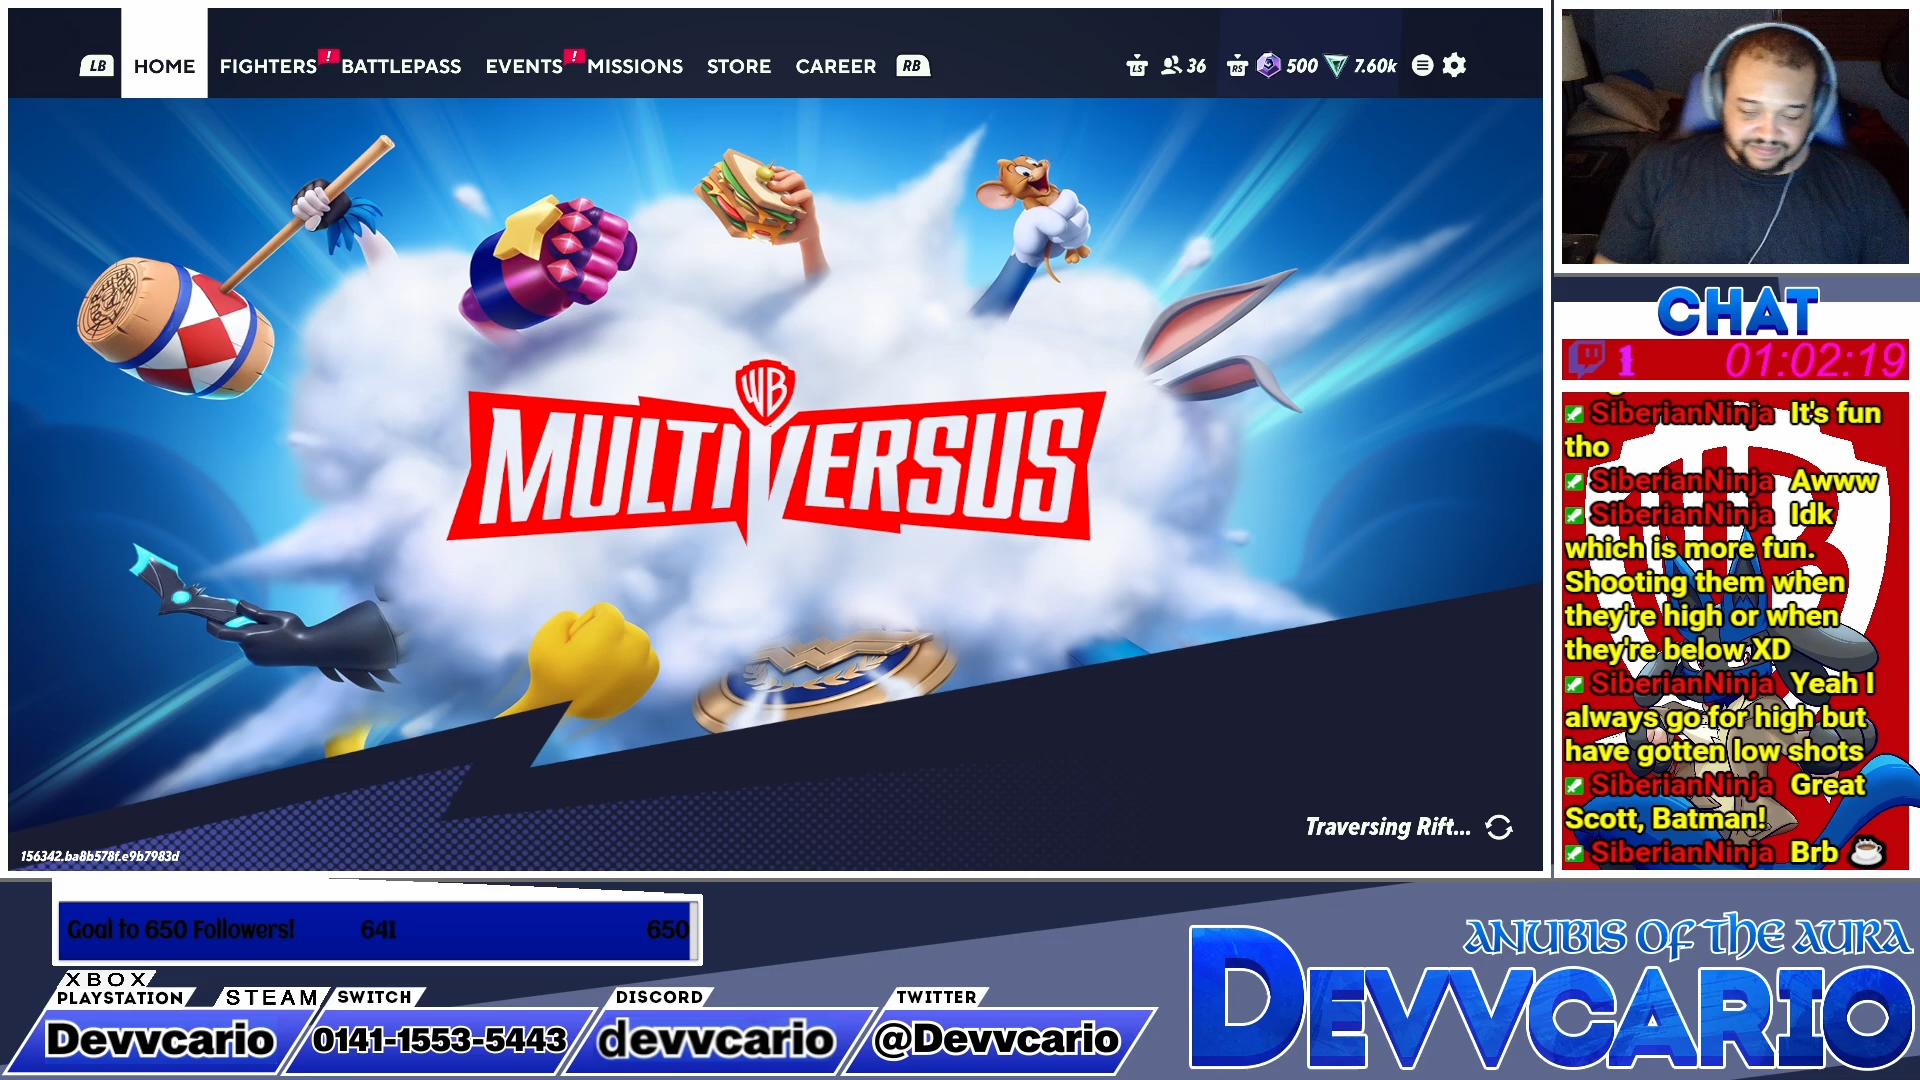 LB HOME FIGHTERS ! BATTLEPASS EVENTS ! MISSIONS STORE CAREER RB
LS 36 RS 500 7.60k
WB
MULTIVERSUS
Traversing Rift...
156342.ba8b578f.e9b7983d
CHAT
1 01:02:19
SiberianNinja It's fun
tho
SiberianNinja Awww
SiberianNinja Idk
which is more fun.
Shooting them when
they're high or when
they're below XD
SiberianNinja Yeah I
always go for high but
have gotten low shots
SiberianNinja Great
Scott, Batman!
SiberianNinja Brb
Goal to 650 Followers! 641 650
XBOX
PLAYSTATION STEAM
Devvcario
SWITCH
0141-1553-5443
DISCORD
devvcario
TWITTER
@Devvcario
ANUBIS OF THE AURA
DEVVCARIO